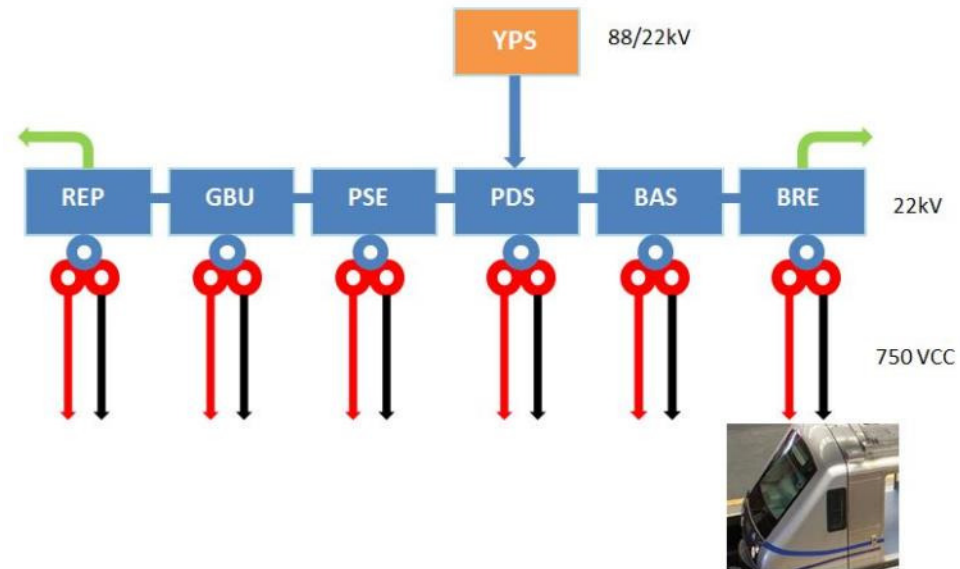 YPS
88/22kV
REP
GBU
PSE
PDS
BAS
BRE
22kV
750 VCC